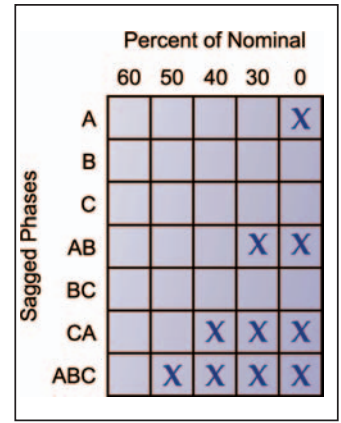 Percent of Nominal
60 50 40 30 0
Sagged Phases
A X
B
C
AB X X
BC
CA X X X
ABC X X X X